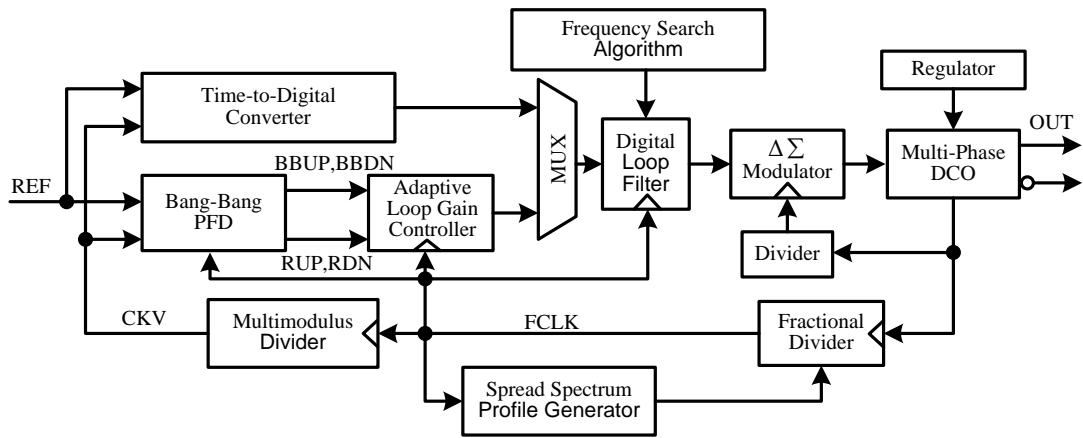 Frequency Search
Algorithm
Regulator
Time-to-Digital
Converter
OUT
MUX
Digital
Loop
Filter
ΔΣ
Modulator
Multi-Phase
DCO
BBUP,BBDN
REF
Bang-Bang
PFD
Adaptive
Loop Gain
Controller
Divider
RUP,RDN
CKV
Multimodulus
Divider
FCLK
Fractional
Divider
Spread Spectrum
Profile Generator